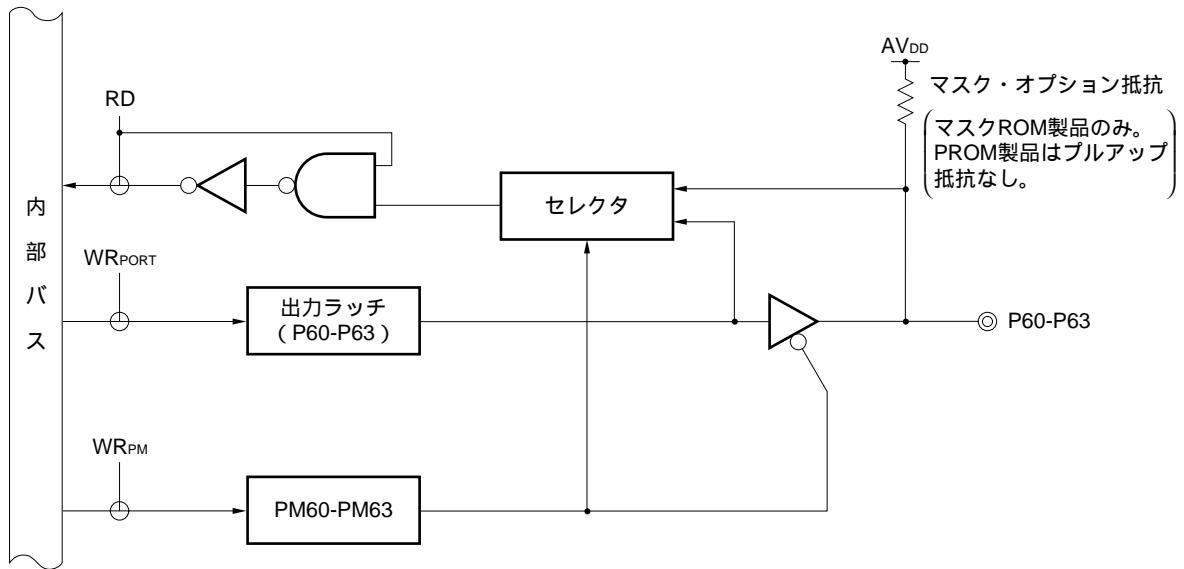 AVDD
マスク・オプション抵抗
マスクROM製品のみ。
PROM製品はプルアップ
抵抗なし。
RD
セレクタ
内部バス
WRPORT
出力ラッチ
(P60-P63)
P60-P63
WRPM
PM60-PM63